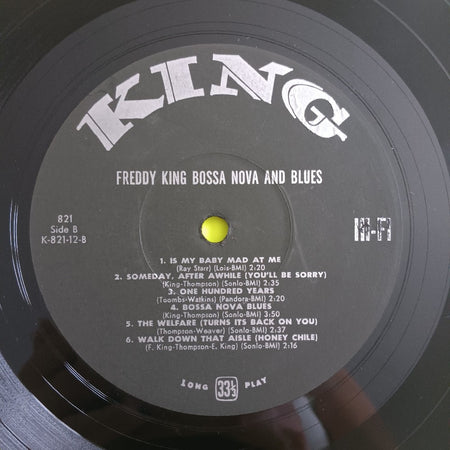 KING
FREDDY KING BOSSA NOVA AND BLUES
821
Side B
K-821-12-B
HI-FI
1. IS MY BABY MAD AT ME
(Ray Starr) (Lois-BMI) 2:20
2. SOMEDAY, AFTER AWHILE (YOU'LL BE SORRY)
(King-Thompson) (Sonlo-BMI) 2:35
3. ONE HUNDRED YEARS
(Toombs-Watkins) (Pandora-BMI) 2:20
4. BOSSA NOVA BLUES
(King-Thompson) (Sonlo-BMI) 3:50
5. THE WELFARE (TURNS ITS BACK ON YOU)
(Thompson-Weaver) (Sonlo-BMI) 2:37
6. WALK DOWN THAT AISLE (HONEY CHILE)
(F. King-Thompson-E. King) (Sonlo-BMI) 2:16
LONG 33⅓ PLAY